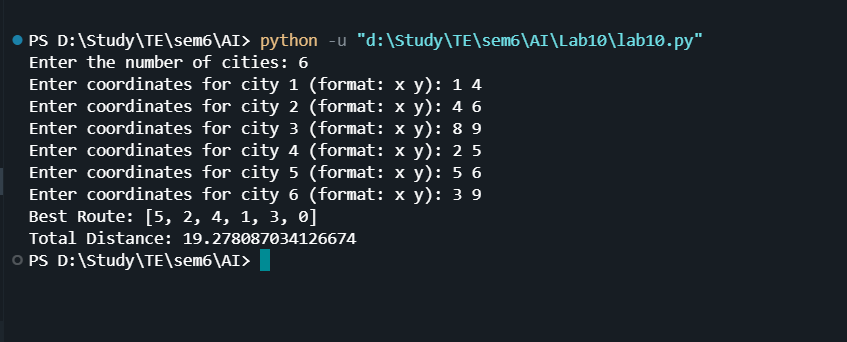 PS D:\Study\TE\sem6\AI> python -u "d:\Study\TE\sem6\AI\Lab10\lab10.py"
Enter the number of cities: 6
Enter coordinates for city 1 (format: x y): 1 4
Enter coordinates for city 2 (format: x y): 4 6
Enter coordinates for city 3 (format: x y): 8 9
Enter coordinates for city 4 (format: x y): 2 5
Enter coordinates for city 5 (format: x y): 5 6
Enter coordinates for city 6 (format: x y): 3 9
Best Route: [5, 2, 4, 1, 3, 0]
Total Distance: 19.278087034126674
PS D:\Study\TE\sem6\AI>